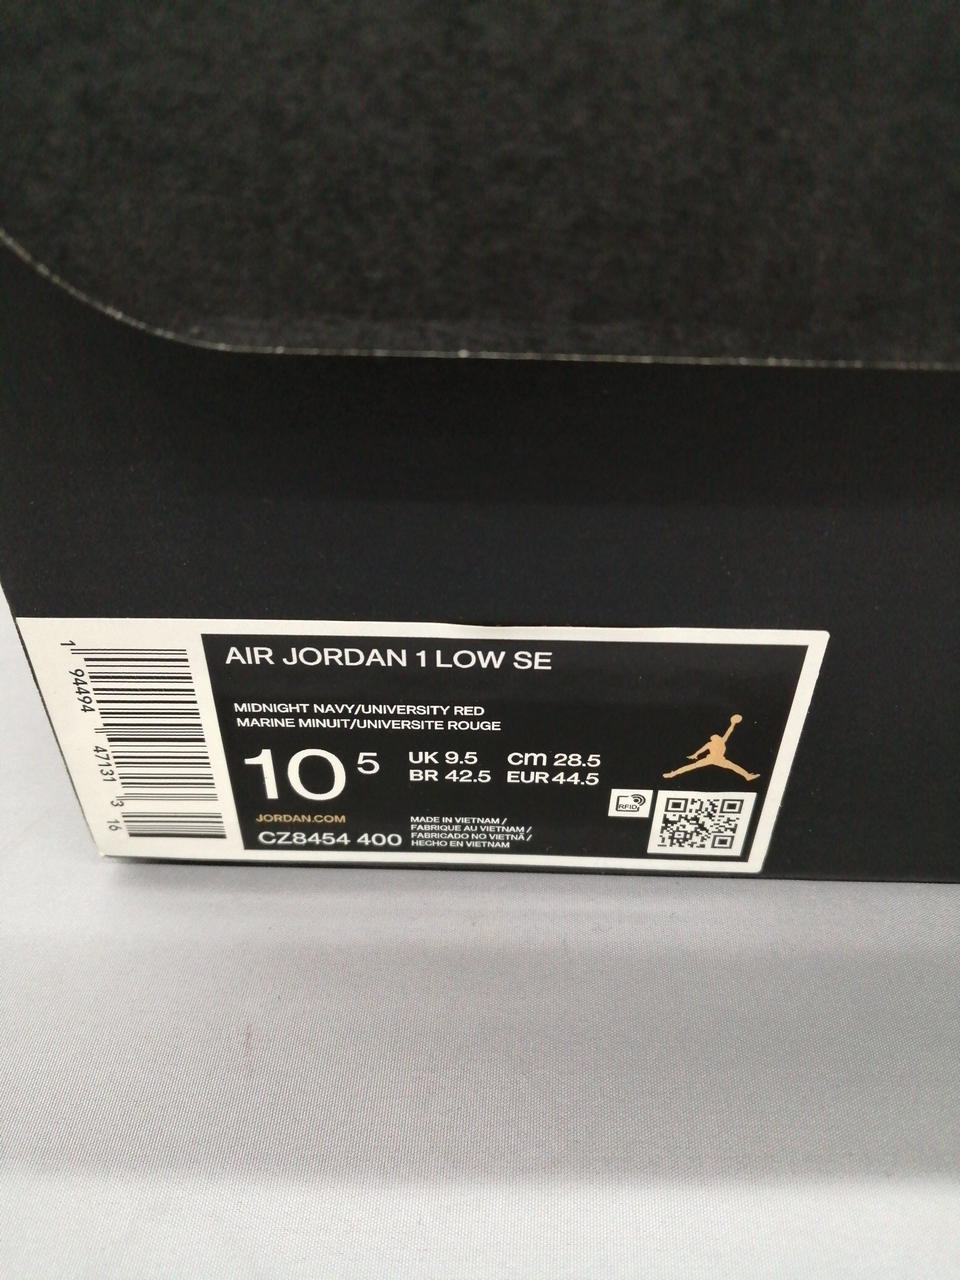 AIR JORDAN 1 LOW SE
MIDNIGHT NAVY/UNIVERSITY RED
MARINE MINUIT/UNIVERSITE ROUGE
10 5
UK 9.5 cm 28.5
BR 42.5 EUR 44.5
RFID
JORDAN.COM
CZ8454 400
MADE IN VIETNAM /
FABRIQUE AU VIETNAM /
FABRICADO NO VIETNÃ /
HECHO EN VIETNAM
1 94494 47131 3 16